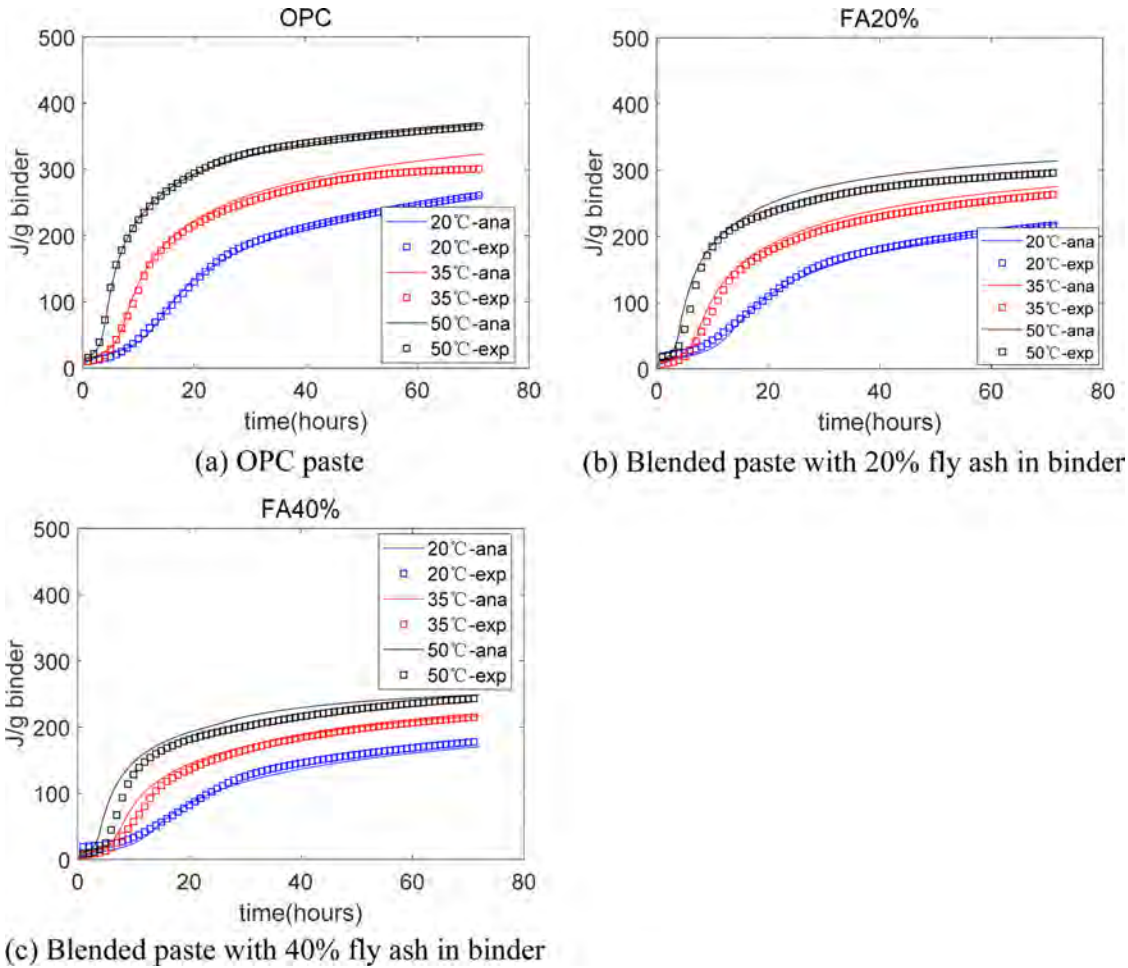 OPC
500
400
300
200
100
0
J/g binder
20℃-ana
20℃-exp
35℃-ana
35℃-exp
50℃-ana
50℃-exp
0 20 40 60 80
time(hours)
(a) OPC paste
FA20%
500
400
300
200
100
0
J/g binder
20℃-ana
20℃-exp
35℃-ana
35℃-exp
50℃-ana
50℃-exp
0 20 40 60 80
time(hours)
(b) Blended paste with 20% fly ash in binder
FA40%
500
400
300
200
100
0
J/g binder
20℃-ana
20℃-exp
35℃-ana
35℃-exp
50℃-ana
50℃-exp
0 20 40 60 80
time(hours)
(c) Blended paste with 40% fly ash in binder